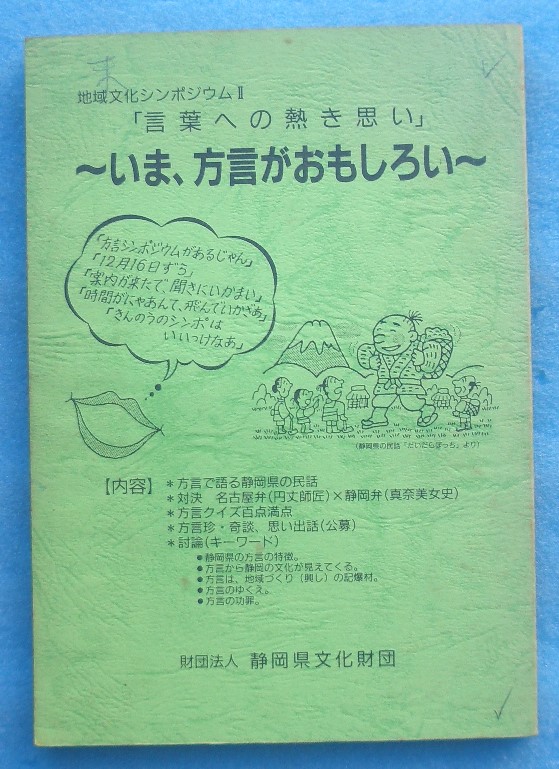 地域文化シンポジウムⅡ
「言葉への熱き思い」
～いま、方言がおもしろい～
「方言シンポジウムがあるじゃん」
「12月16日ずら」
「案内が来たで、聞きにいかまい」
「時間がにゃあんて、飛んでいかざあ」
「きんのうのシンポは
いいっけなあ」
(静岡県の民話「だいだらぼっち」より)
【内容】 ＊方言で語る静岡県の民話
＊対決 名古屋弁(円丈師匠)×静岡弁(真奈美女史)
＊方言クイズ百点満点
＊方言珍・奇談、思い出話(公募)
＊討論(キーワード)
●静岡県の方言の特徴。
●方言から静岡の文化が見えてくる。
●方言は、地域づくり(興し)の起爆材。
●方言のゆくえ。
●方言の功罪。
財団法人 静岡県文化財団